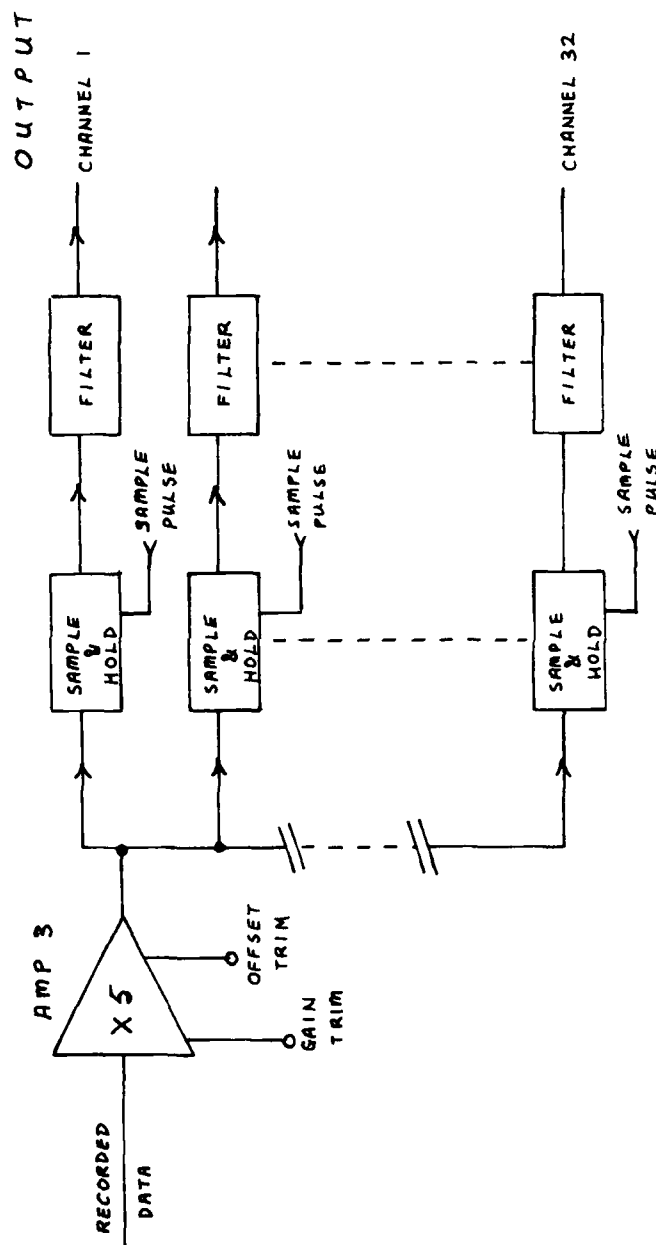 OUTPUT
CHANNEL 1
CHANNEL 32
FILTER
FILTER
FILTER
SAMPLE
PULSE
SAMPLE
PULSE
SAMPLE
PULSE
SAMPLE
&
HOLD
SAMPLE
&
HOLD
SAMPLE
&
HOLD
AMP 3
X 5
OFFSET
TRIM
GAIN
TRIM
RECORDED
DATA